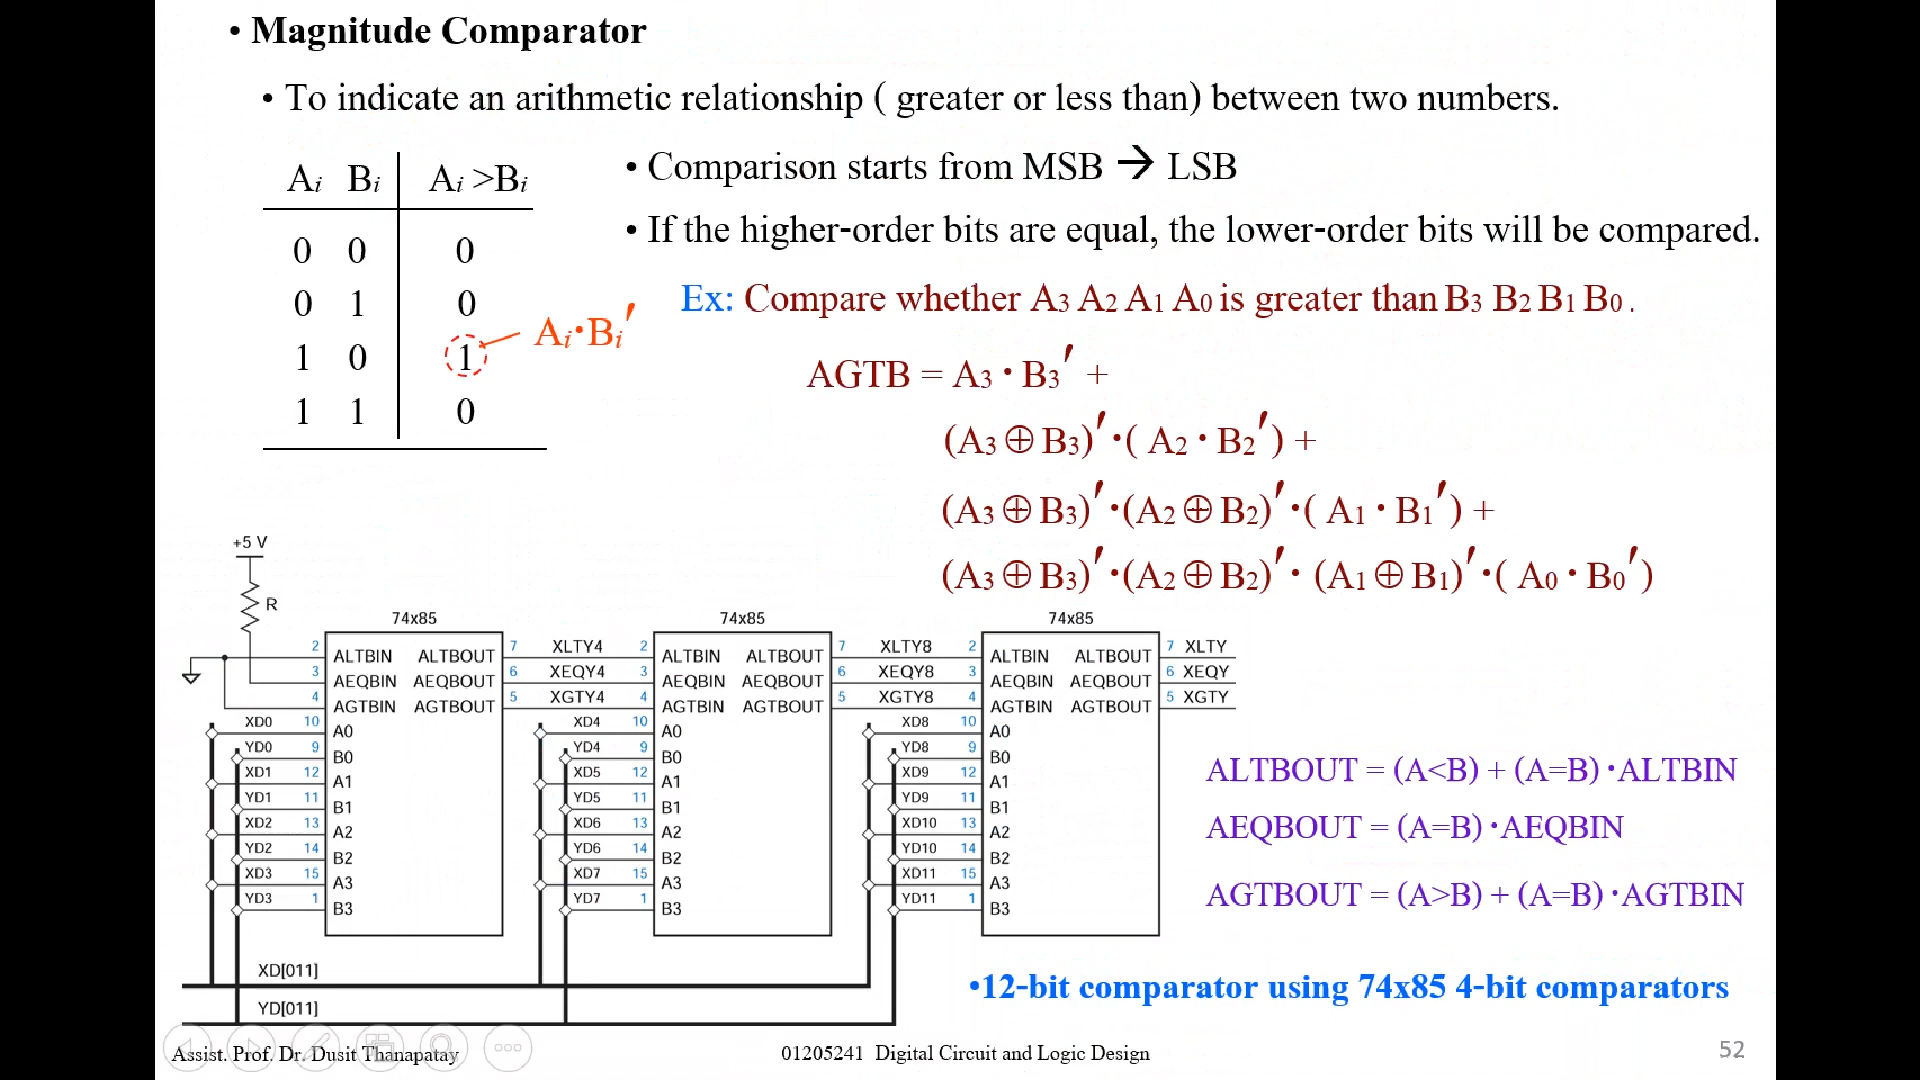 • Magnitude Comparator
• To indicate an arithmetic relationship ( greater or less than) between two numbers.
Ai Bi Ai >Bi
0 0 0
0 1 0
1 0 1
1 1 0
Ai·Bi′
• Comparison starts from MSB → LSB
• If the higher-order bits are equal, the lower-order bits will be compared.
Ex: Compare whether A3 A2 A1 A0 is greater than B3 B2 B1 B0 .
AGTB = A3 · B3′ +
(A3 ⊕ B3)′·( A2 · B2′) +
(A3 ⊕ B3)′·(A2 ⊕ B2)′·( A1 · B1′) +
(A3 ⊕ B3)′·(A2 ⊕ B2)′· (A1 ⊕ B1)′·( A0 · B0′)
+5 V
R
74x85
2 ALTBIN ALTBOUT 7
3 AEQBIN AEQBOUT 6
4 AGTBIN AGTBOUT 5
XD0 10 A0
YD0 9 B0
XD1 12 A1
YD1 11 B1
XD2 13 A2
YD2 14 B2
XD3 15 A3
YD3 1 B3
74x85
XLTY4 2 ALTBIN ALTBOUT 7
XEQY4 3 AEQBIN AEQBOUT 6
XGTY4 4 AGTBIN AGTBOUT 5
XD4 10 A0
YD4 9 B0
XD5 12 A1
YD5 11 B1
XD6 13 A2
YD6 14 B2
XD7 15 A3
YD7 1 B3
74x85
XLTY8 2 ALTBIN ALTBOUT 7 XLTY
XEQY8 3 AEQBIN AEQBOUT 6 XEQY
XGTY8 4 AGTBIN AGTBOUT 5 XGTY
XD8 10 A0
YD8 9 B0
XD9 12 A1
YD9 11 B1
XD10 13 A2
YD10 14 B2
XD11 15 A3
YD11 1 B3
XD[011]
YD[011]
ALTBOUT = (A<B) + (A=B) ·ALTBIN
AEQBOUT = (A=B) ·AEQBIN
AGTBOUT = (A>B) + (A=B) ·AGTBIN
•12-bit comparator using 74x85 4-bit comparators
Assist. Prof. Dr. Dusit Thanapatay
01205241 Digital Circuit and Logic Design
52